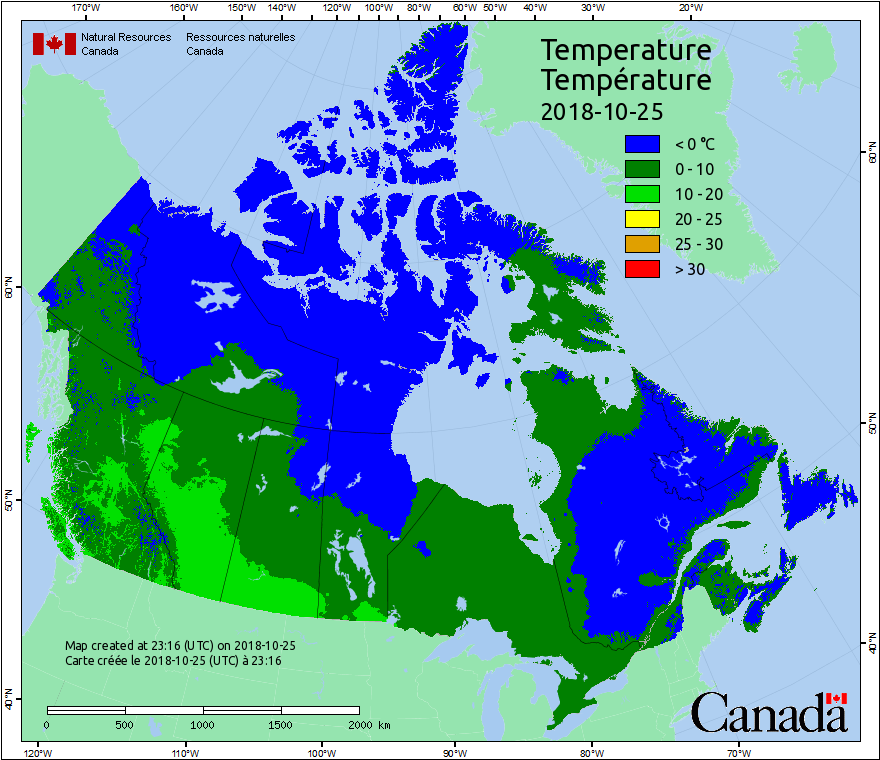 170°W 160°W 150°W 140°W 120°W 100°W 80°W 60°W 50°W 40°W 30°W 20°W
Natural Resources Ressources naturelles
Canada Canada
Temperature
Température
2018-10-25
< 0 °C
0 - 10
10 - 20
20 - 25
25 - 30
> 30
60°N
50°N
40°N
60°N
50°N
40°N
Map created at 23:16 (UTC) on 2018-10-25
Carte créée le 2018-10-25 (UTC) à 23:16
0 500 1000 1500 2000 km
Canada
120°W 110°W 100°W 90°W 80°W 70°W